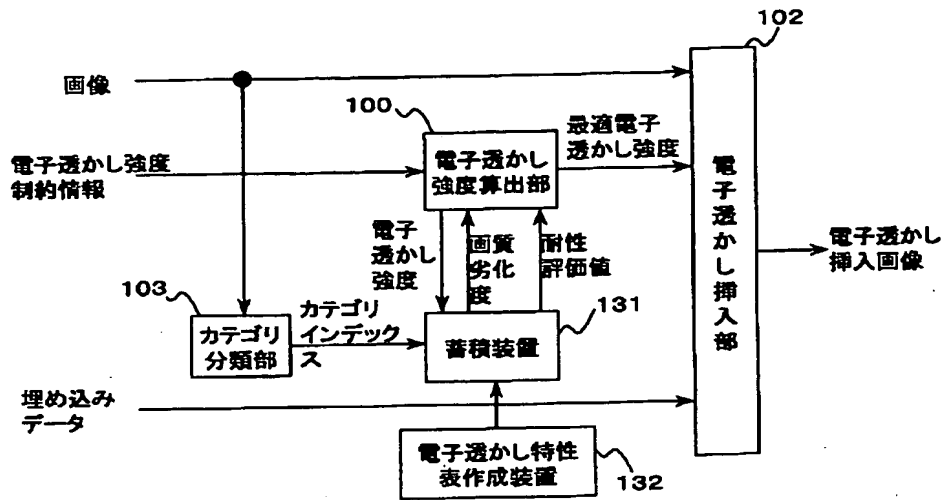 102
画像
100
最適電子
透かし強度
電子透かし強度
制約情報
電子透かし
強度算出部
電子透かし挿入部
電子
透かし
強度
画質
劣化
度
耐性
評価値
電子透かし
挿入画像
103
カテゴリ
インデック
ス
131
カテゴリ
分類部
蓄積装置
埋め込み
データ
電子透かし特性
表作成装置
132